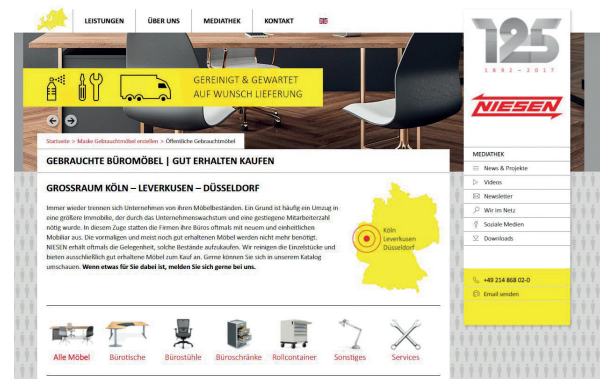 LEISTUNGEN ÜBER UNS MEDIATHEK KONTAKT
125
1892 – 2017
NIESEN
GEREINIGT & GEWARTET
AUF WUNSCH LIEFERUNG
Startseite > Maske Gebrauchtmöbel erstellen > Öffentliche Gebrauchtmöbel
GEBRAUCHTE BÜROMÖBEL | GUT ERHALTEN KAUFEN
GROSSRAUM KÖLN – LEVERKUSEN – DÜSSELDORF
Immer wieder trennen sich Unternehmen von ihren Möbelbeständen. Ein Grund ist häufig ein Umzug in
eine größere Immobilie, der durch das Unternehmenswachstum und eine gestiegene Mitarbeiterzahl
nötig wurde. In diesem Zuge statten die Firmen ihre Büros oftmals mit neuem und einheitlichen
Mobiliar aus. Die vormaligen und meist noch gut erhaltenen Möbel werden nicht mehr benötigt.
NIESEN erhält oftmals die Gelegenheit, solche Bestände aufzukaufen. Wir reinigen die Einzelstücke und
bieten ausschließlich gut erhaltene Möbel zum Kauf an. Gerne können Sie sich in unserem Katalog
umschauen. Wenn etwas für Sie dabei ist, melden Sie sich gerne bei uns.
Köln
Leverkusen
Düsseldorf
Alle Möbel
Bürotische
Bürostühle
Büroschränke
Rollcontainer
Sonstiges
Services
MEDIATHEK
News & Projekte
Videos
Newsletter
Wir im Netz
Soziale Medien
Downloads
+49 214 868 02-0
Email senden